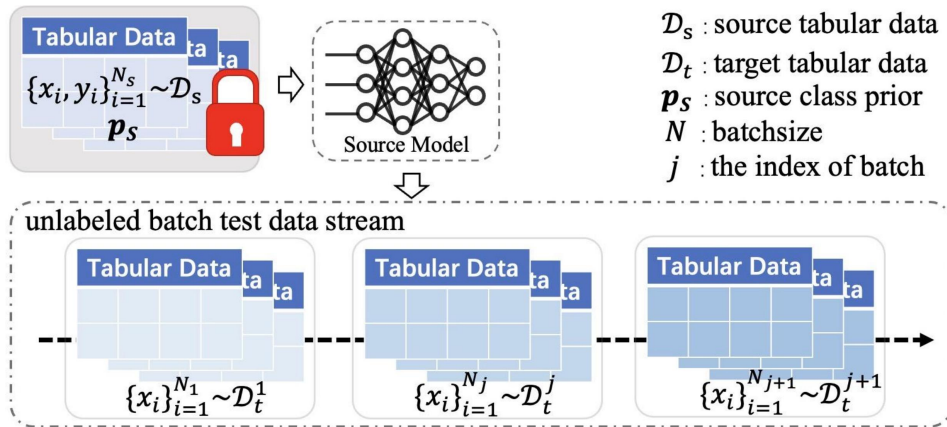 Tabular Data
ta
ta
{x_i, y_i}_{i=1}^{N_s} ~ 𝒟_s
p_S
Source Model
𝒟_s : source tabular data
𝒟_t : target tabular data
p_S : source class prior
N : batchsize
j : the index of batch
unlabeled batch test data stream
Tabular Data
ta
ta
Tabular Data
ta
ta
Tabular Data
ta
ta
{x_i}_{i=1}^{N_1} ~ 𝒟_t^1
{x_i}_{i=1}^{N_j} ~ 𝒟_t^j
{x_i}_{i=1}^{N_{j+1}} ~ 𝒟_t^{j+1}